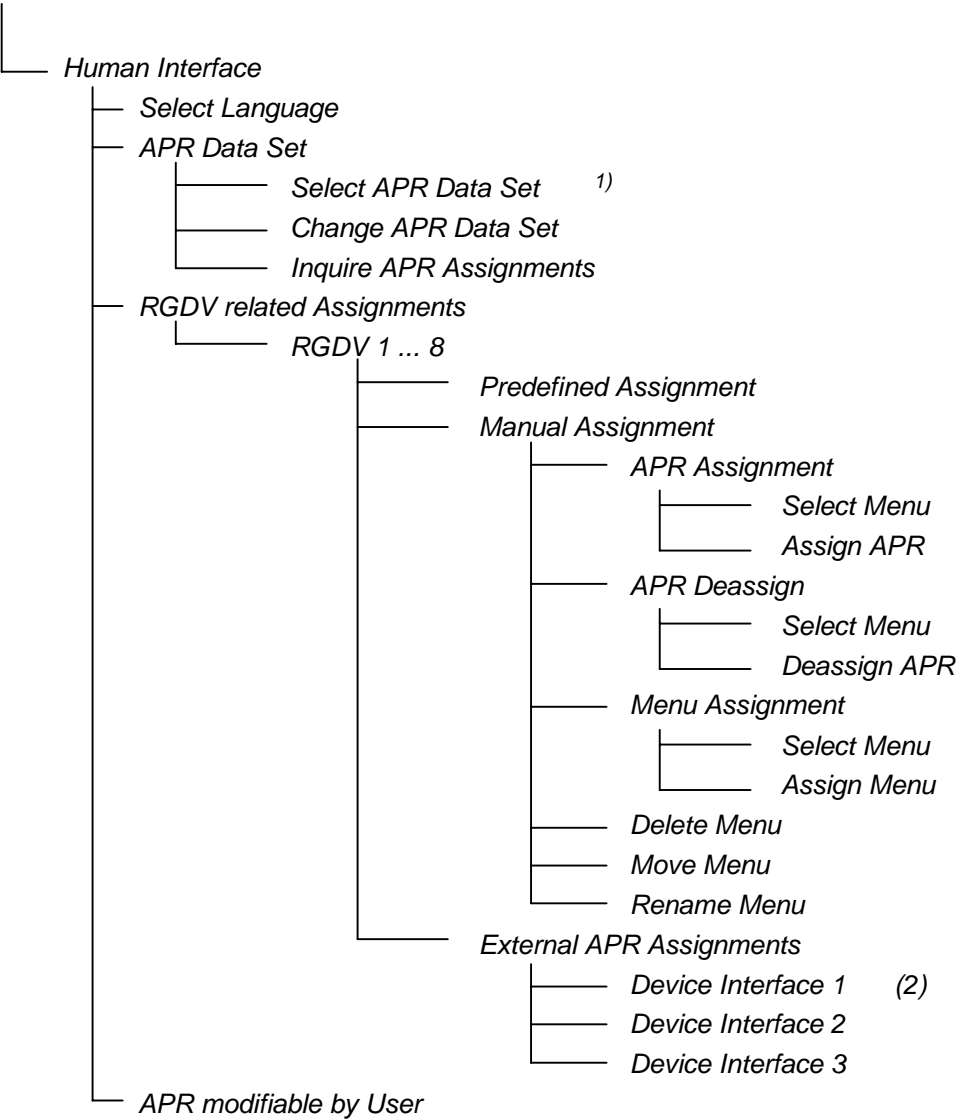 Human Interface
Select Language
APR Data Set
Select APR Data Set 1)
Change APR Data Set
Inquire APR Assignments
RGDV related Assignments
RGDV 1 ... 8
Predefined Assignment
Manual Assignment
APR Assignment
Select Menu
Assign APR
APR Deassign
Select Menu
Deassign APR
Menu Assignment
Select Menu
Assign Menu
Delete Menu
Move Menu
Rename Menu
External APR Assignments
Device Interface 1 (2)
Device Interface 2
Device Interface 3
APR modifiable by User